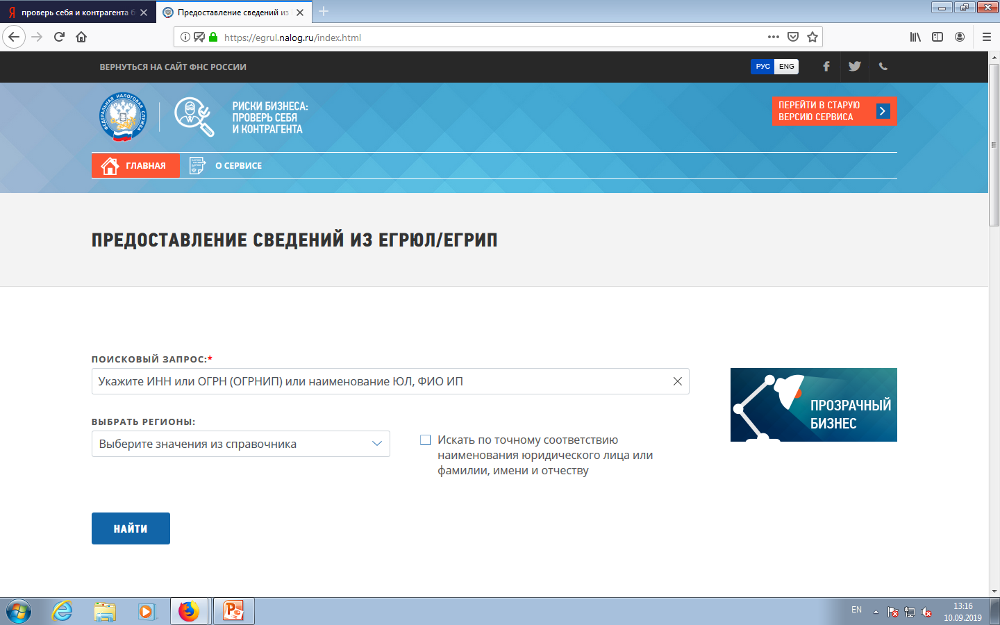 проверь себя и контрагента б
Предоставление сведений из
https://egrul.nalog.ru/index.html
ВЕРНУТЬСЯ НА САЙТ ФНС РОССИИ
РУС ENG
ФЕДЕРАЛЬНАЯ НАЛОГОВАЯ СЛУЖБА
РИСКИ БИЗНЕСА:
ПРОВЕРЬ СЕБЯ
И КОНТРАГЕНТА
ПЕРЕЙТИ В СТАРУЮ
ВЕРСИЮ СЕРВИСА
ГЛАВНАЯ
О СЕРВИСЕ
ПРЕДОСТАВЛЕНИЕ СВЕДЕНИЙ ИЗ ЕГРЮЛ/ЕГРИП
ПОИСКОВЫЙ ЗАПРОС:*
Укажите ИНН или ОГРН (ОГРНИП) или наименование ЮЛ, ФИО ИП
ВЫБРАТЬ РЕГИОНЫ:
Выберите значения из справочника
Искать по точному соответствию
наименования юридического лица или
фамилии, имени и отчеству
ПРОЗРАЧНЫЙ
БИЗНЕС
НАЙТИ
EN
13:16
10.09.2019